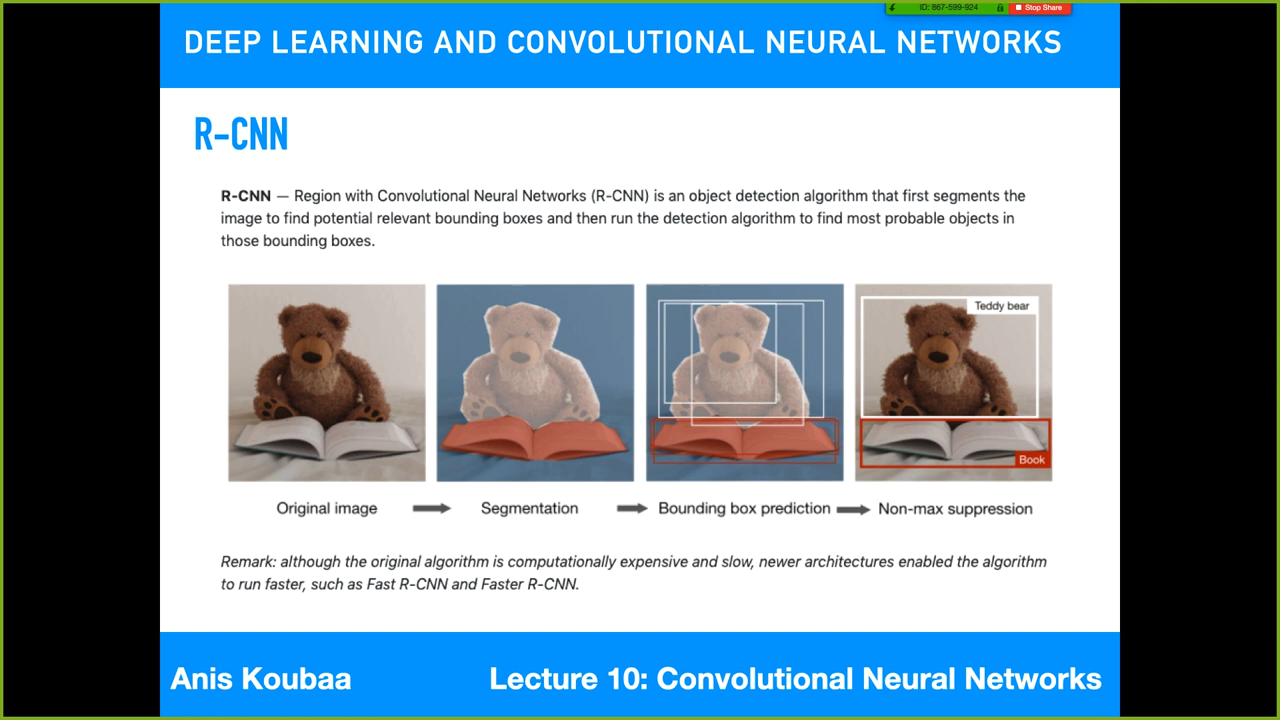 ID: 867-599-924
Stop Share
DEEP LEARNING AND CONVOLUTIONAL NEURAL NETWORKS
R-CNN
R-CNN — Region with Convolutional Neural Networks (R-CNN) is an object detection algorithm that first segments the
image to find potential relevant bounding boxes and then run the detection algorithm to find most probable objects in
those bounding boxes.
Teddy bear
Book
Original image
Segmentation
Bounding box prediction
Non-max suppression
Remark: although the original algorithm is computationally expensive and slow, newer architectures enabled the algorithm
to run faster, such as Fast R-CNN and Faster R-CNN.
Anis Koubaa
Lecture 10: Convolutional Neural Networks